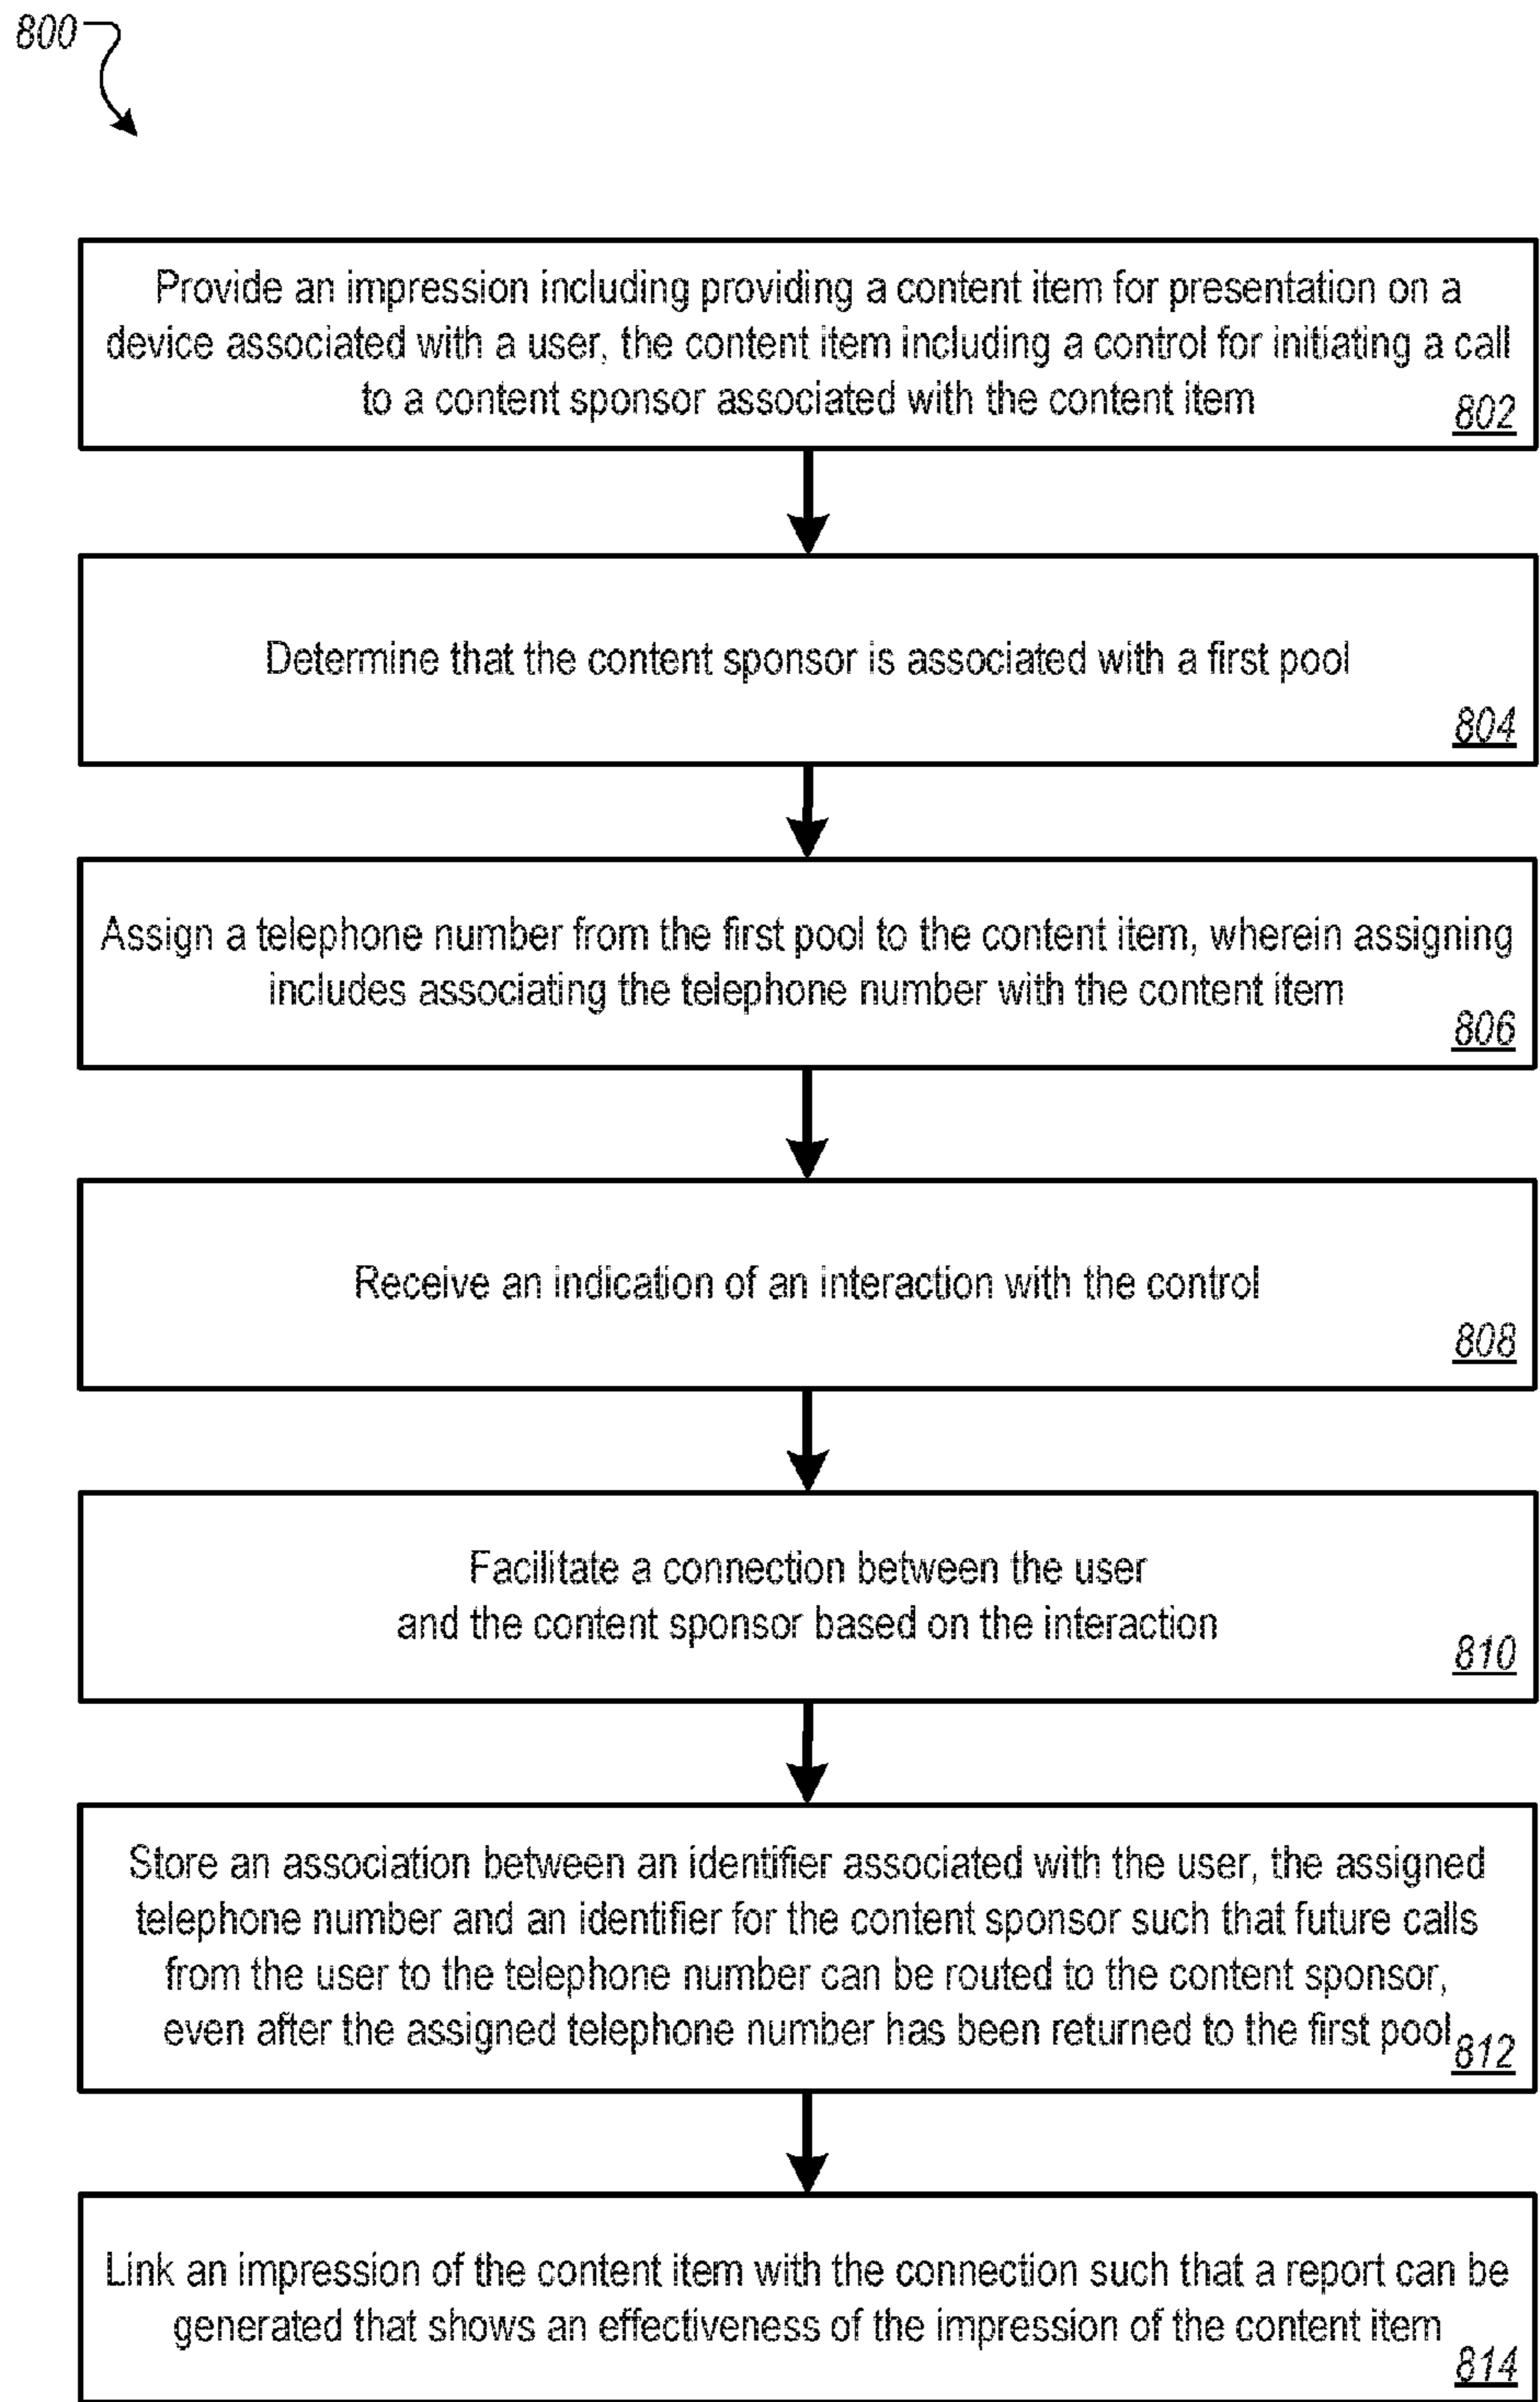 800
Provide an impression including providing a content item for presentation on a
device associated with a user, the content item including a control for initiating a call
to a content sponsor associated with the content item
802
Determine that the content sponsor is associated with a first pool
804
Assign a telephone number from the first pool to the content item, wherein assigning
includes associating the telephone number with the content item
806
Receive an indication of an interaction with the control
808
Facilitate a connection between the user
and the content sponsor based on the interaction
810
Store an association between an identifier associated with the user, the assigned
telephone number and an identifier for the content sponsor such that future calls
from the user to the telephone number can be routed to the content sponsor,
even after the assigned telephone number has been returned to the first pool
812
Link an impression of the content item with the connection such that a report can be
generated that shows an effectiveness of the impression of the content item
814